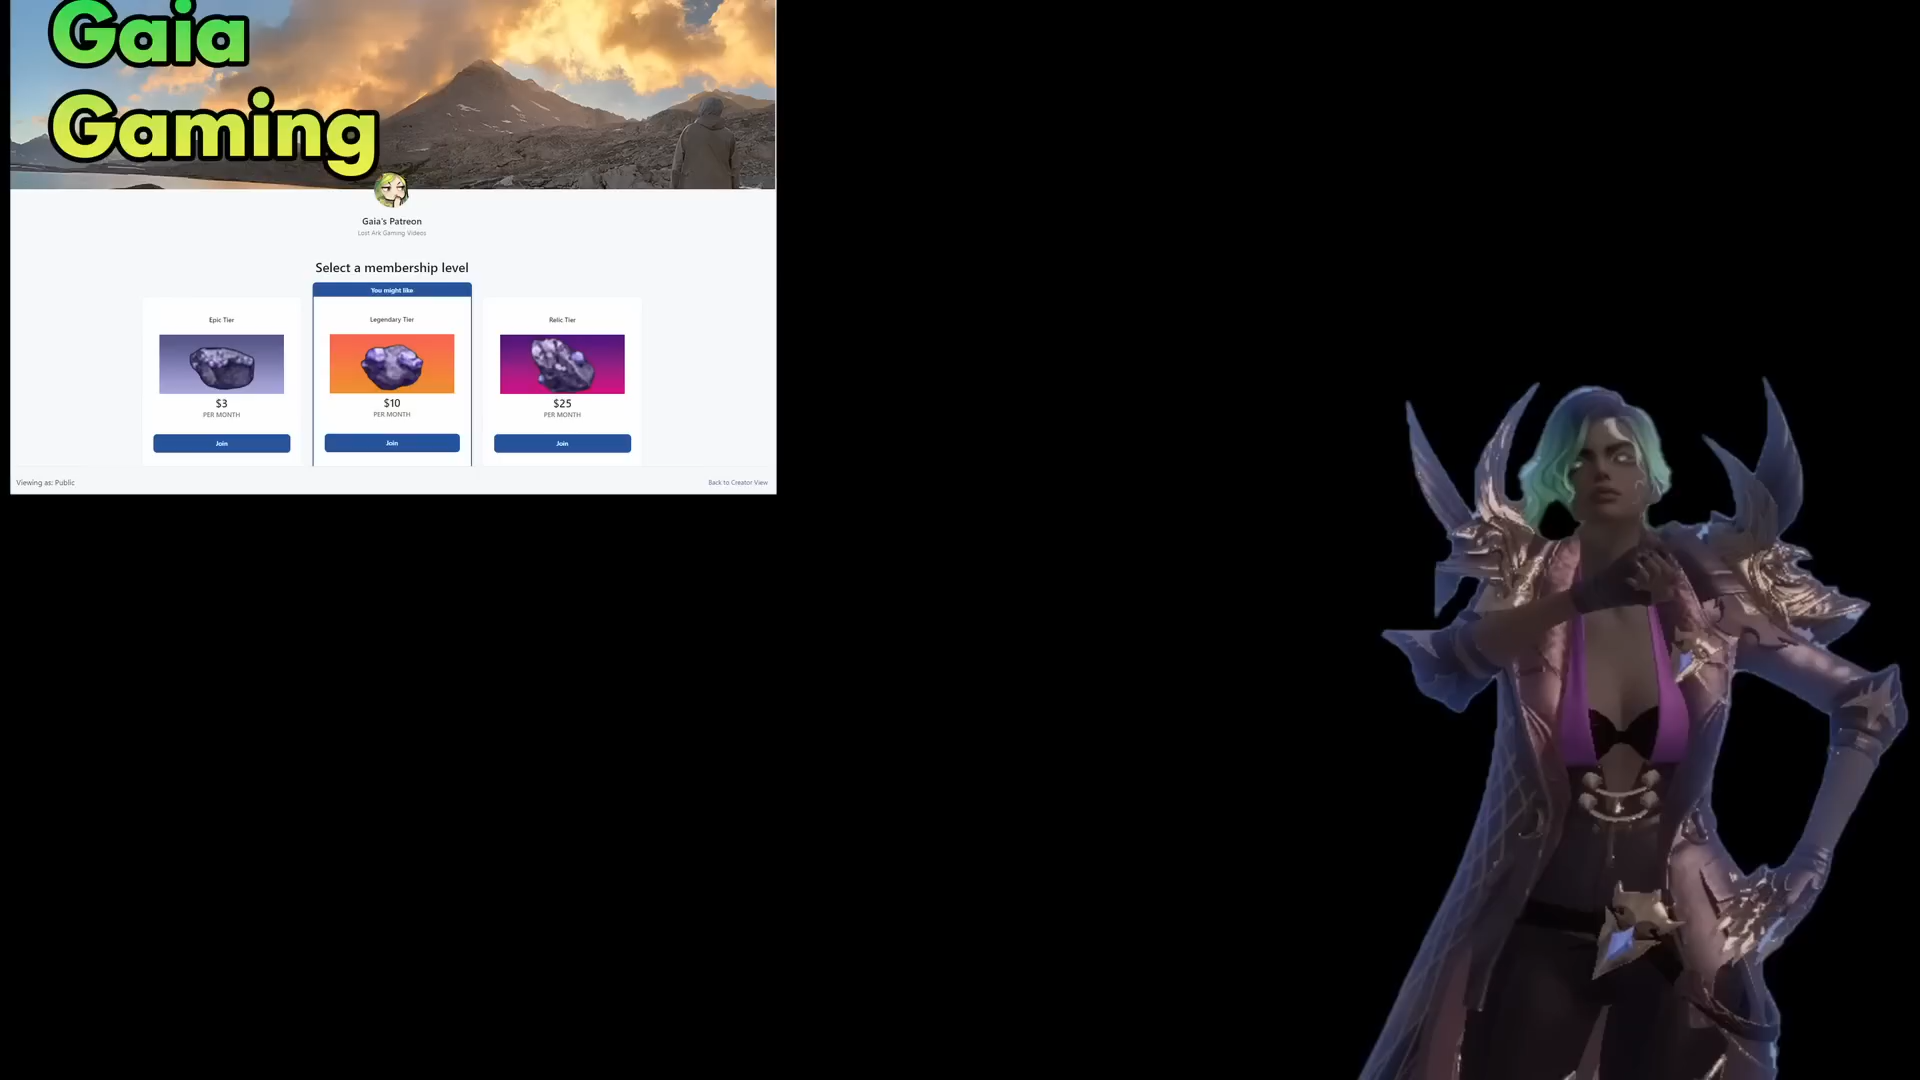 Gaia
Gaming
Gaia's Patreon
Lost Ark Gaming Videos
Select a membership level
You might like
Epic Tier
Legendary Tier
Relic Tier
$3
$10
$25
PER MONTH
PER MONTH
PER MONTH
Join
Join
Join
Viewing as: Public
Back to Creator View